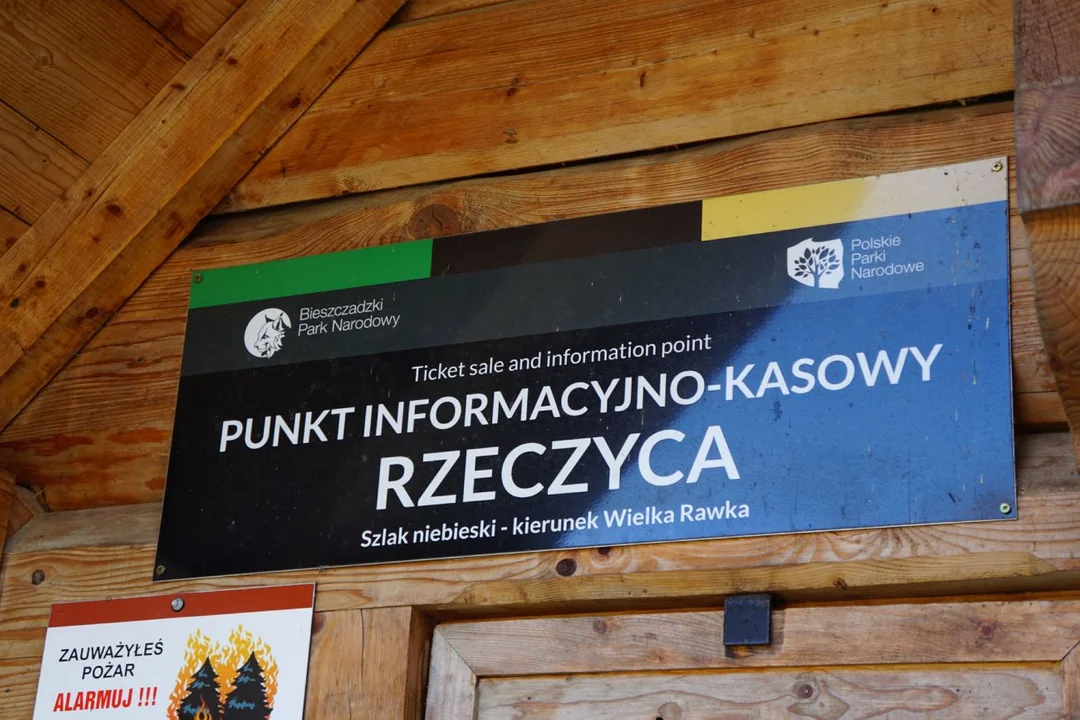 Bieszczadzki
Park Narodowy
Polskie
Parki
Narodowe
Ticket sale and information point
PUNKT INFORMACYJNO-KASOWY
RZECZYCA
Szlak niebieski - kierunek Wielka Rawka
ZAUWAŻYŁEŚ
POŻAR
ALARMUJ !!!